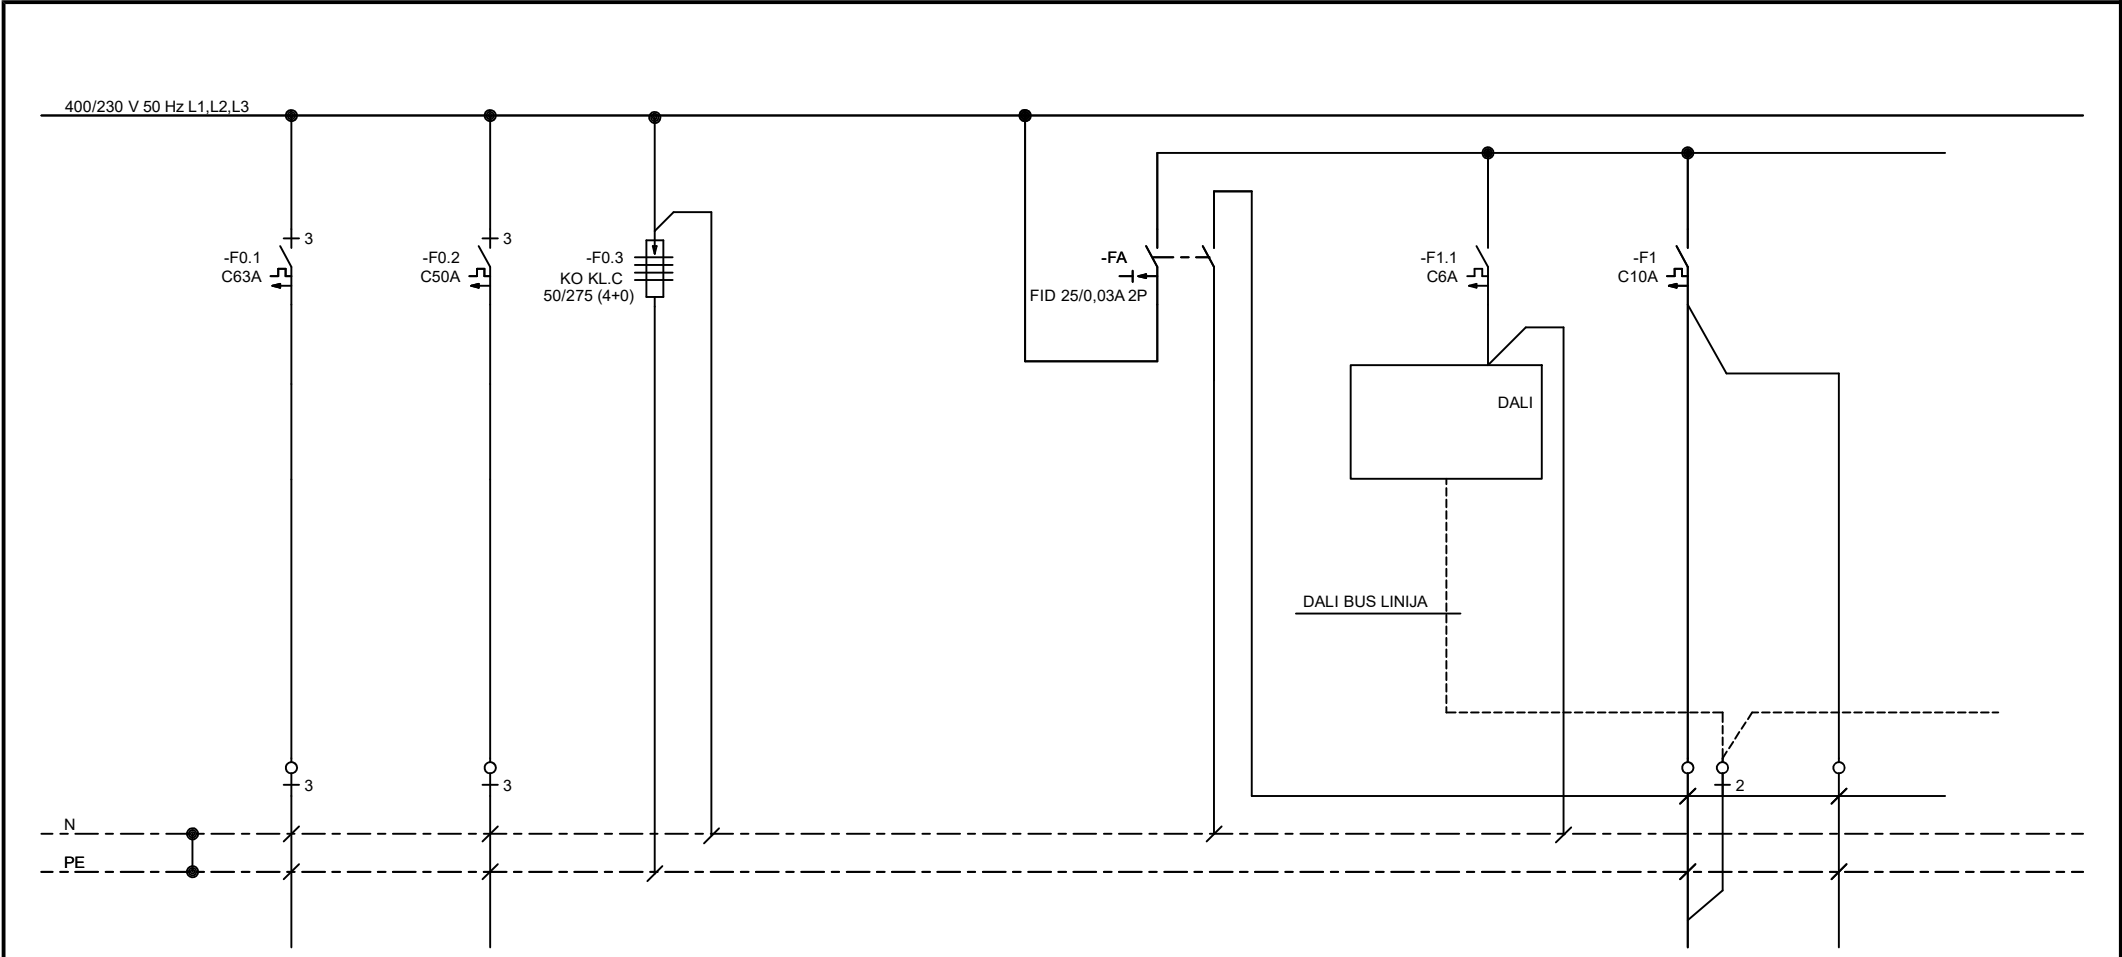 400/230 V 50 Hz L1,L2,L3
3
-F0.1
C63A
3
-F0.2
C50A
-F0.3
KO KL.C
50/275 (4+0)
-FA
FID 25/0,03A 2P
-F1.1
C6A
-F1
C10A
DALI
DALI BUS LINIJA
3
3
2
N
PE